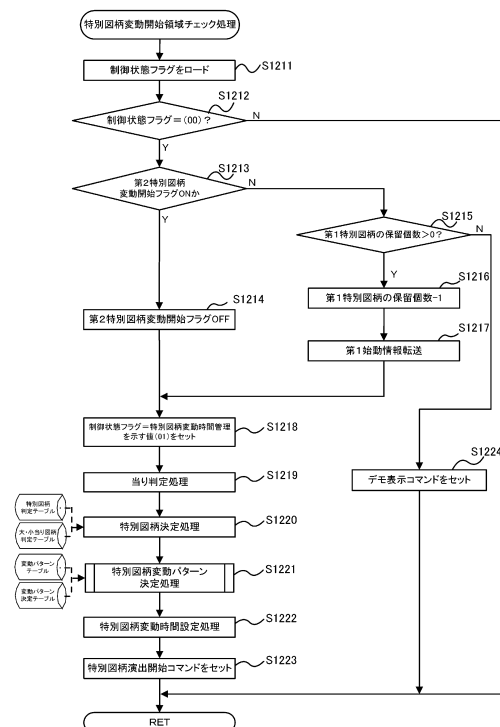 特別図柄変動開始領域チェック処理
制御状態フラグをロード
S1211
制御状態フラグ＝(00)？
S1212
N
Y
第2特別図柄
変動開始フラグONか
S1213
N
Y
第1特別図柄の保留個数>0？
S1215
N
Y
第1特別図柄の保留個数-1
S1216
第2特別図柄変動開始フラグOFF
S1214
第1始動情報転送
S1217
制御状態フラグ＝特別図柄変動時間管理
を示す値(01)をセット
S1218
デモ表示コマンドをセット
S1224
当り判定処理
S1219
特別図柄
判定テーブル
大・小当り図柄
判定テーブル
特別図柄決定処理
S1220
変動パターン
テーブル
変動パターン
決定テーブル
特別図柄変動パターン
決定処理
S1221
特別図柄変動時間設定処理
S1222
特別図柄演出開始コマンドをセット
S1223
RET